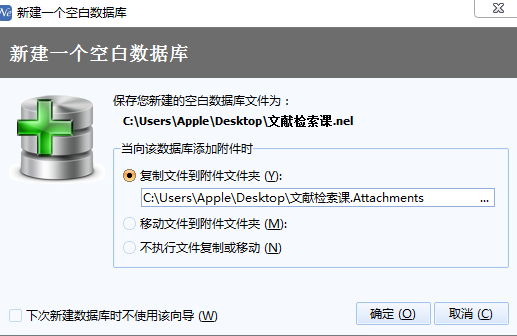 Ne 新建一个空白数据库
新建一个空白数据库
保存您新建的空白数据库文件为：
C:\Users\Apple\Desktop\文献检索课.nel
当向该数据库添加附件时
复制文件到附件文件夹 (Y):
C:\Users\Apple\Desktop\文献检索课.Attachments ...
移动文件到附件文件夹 (M):
不执行文件复制或移动 (N)
下次新建数据库时不使用该向导 (W)
确定 (O) 取消 (C)